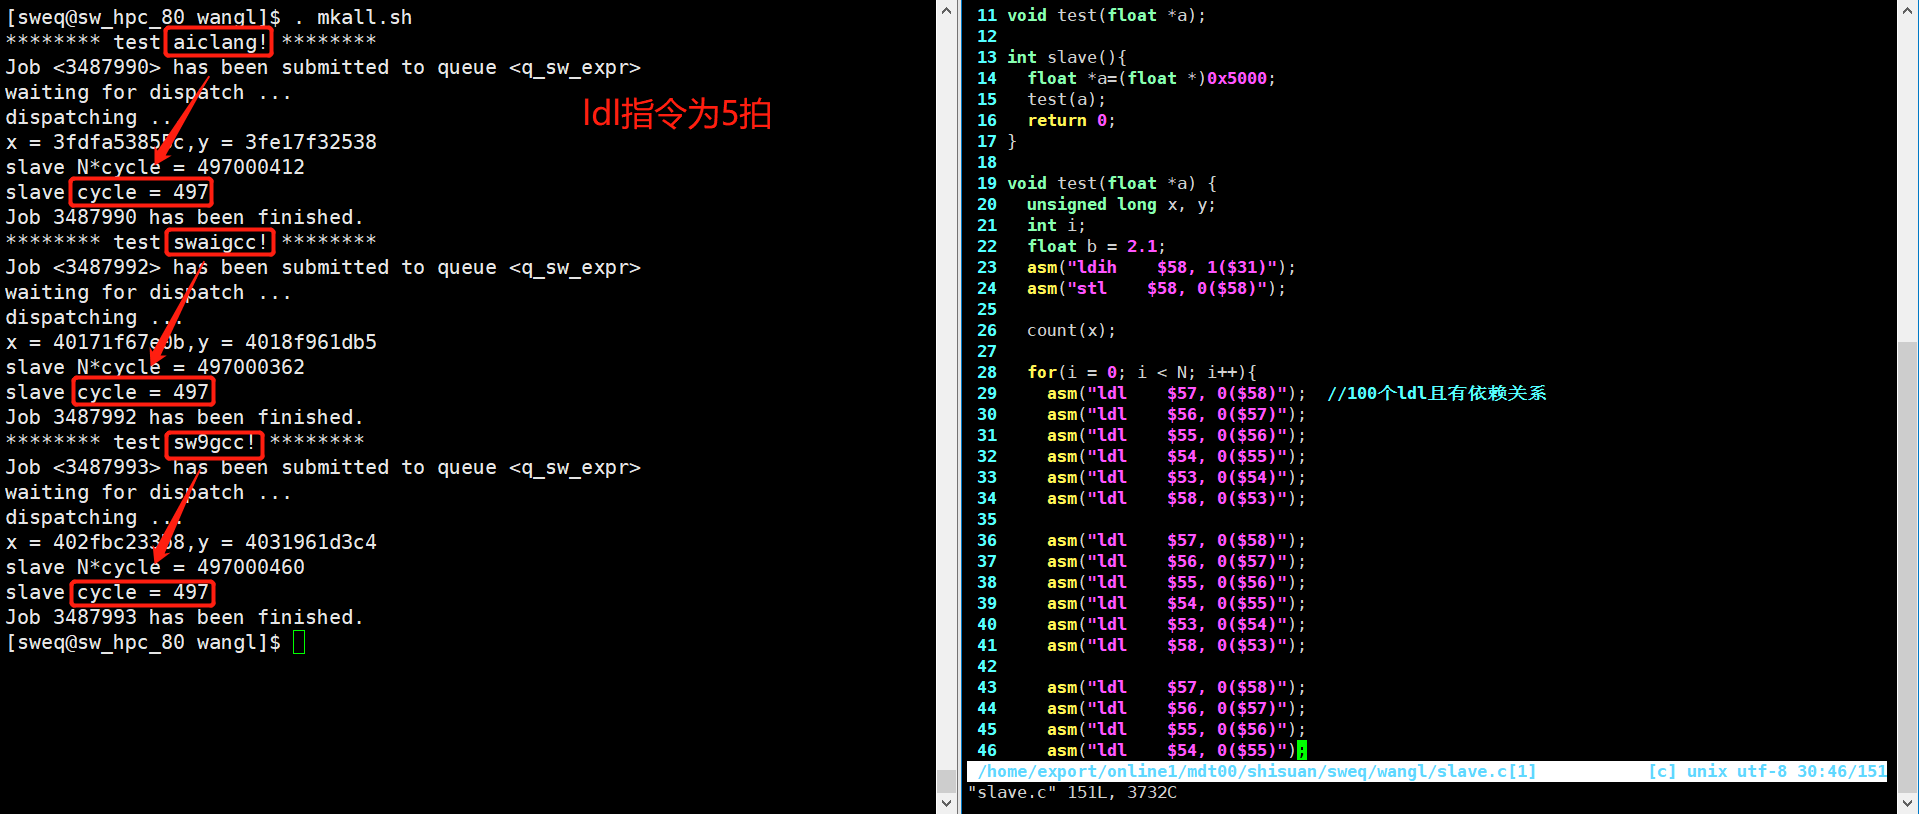 [sweq@sw_hpc_80 wangl]$ . mkall.sh
******** test aiclang! ********
Job <3487990> has been submitted to queue <q_sw_expr>
waiting for dispatch ...
dispatching ...
x = 3fdfa53855c,y = 3fe17f32538
slave N*cycle = 497000412
slave cycle = 497
Job 3487990 has been finished.
******** test swaigcc! ********
Job <3487992> has been submitted to queue <q_sw_expr>
waiting for dispatch ...
dispatching ...
x = 40171f67e0b,y = 4018f961db5
slave N*cycle = 497000362
slave cycle = 497
Job 3487992 has been finished.
******** test sw9gcc! ********
Job <3487993> has been submitted to queue <q_sw_expr>
waiting for dispatch ...
dispatching ...
x = 402fbc233b8,y = 4031961d3c4
slave N*cycle = 497000460
slave cycle = 497
Job 3487993 has been finished.
[sweq@sw_hpc_80 wangl]$
ldl指令为5拍
11 void test(float *a);
12
13 int slave(){
14   float *a=(float *)0x5000;
15   test(a);
16   return 0;
17 }
18
19 void test(float *a) {
20   unsigned long x, y;
21   int i;
22   float b = 2.1;
23   asm("ldih    $58, 1($31)");
24   asm("stl    $58, 0($58)");
25
26   count(x);
27
28   for(i = 0; i < N; i++){
29     asm("ldl    $57, 0($58)");  //100个ldl且有依赖关系
30     asm("ldl    $56, 0($57)");
31     asm("ldl    $55, 0($56)");
32     asm("ldl    $54, 0($55)");
33     asm("ldl    $53, 0($54)");
34     asm("ldl    $58, 0($53)");
35
36     asm("ldl    $57, 0($58)");
37     asm("ldl    $56, 0($57)");
38     asm("ldl    $55, 0($56)");
39     asm("ldl    $54, 0($55)");
40     asm("ldl    $53, 0($54)");
41     asm("ldl    $58, 0($53)");
42
43     asm("ldl    $57, 0($58)");
44     asm("ldl    $56, 0($57)");
45     asm("ldl    $55, 0($56)");
46     asm("ldl    $54, 0($55)");
/home/export/online1/mdt00/shisuan/sweq/wangl/slave.c[1]    [c] unix utf-8 30:46/151
"slave.c" 151L, 3732C